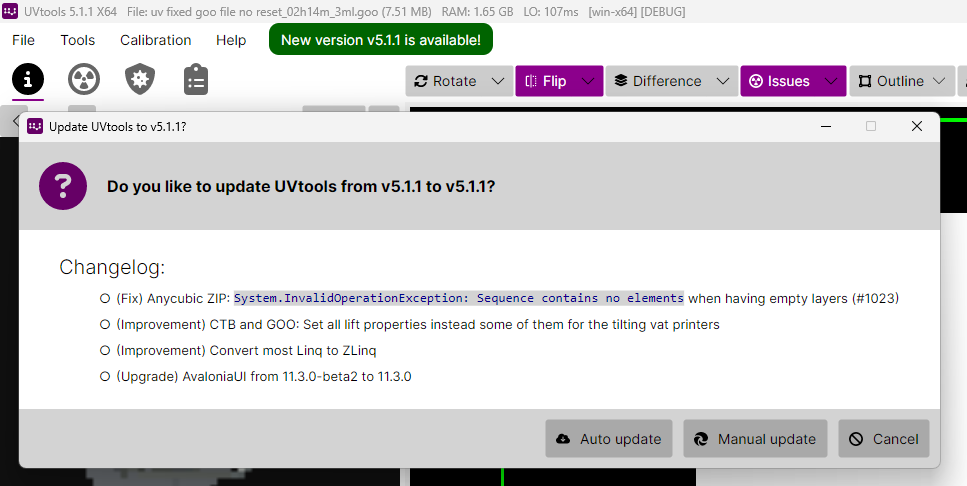 UVtools 5.1.1 X64 File: uv fixed goo file no reset_02h14m_3ml.goo (7.51 MB) RAM: 1.65 GB LO: 107ms [win-x64] [DEBUG]
File Tools Calibration Help New version v5.1.1 is available!
Rotate Flip Difference Issues Outline
Update UVtools to v5.1.1?
Do you like to update UVtools from v5.1.1 to v5.1.1?
Changelog:
(Fix) Anycubic ZIP: System.InvalidOperationException: Sequence contains no elements when having empty layers (#1023)
(Improvement) CTB and GOO: Set all lift properties instead some of them for the tilting vat printers
(Improvement) Convert most Linq to ZLinq
(Upgrade) AvaloniaUI from 11.3.0-beta2 to 11.3.0
Auto update Manual update Cancel